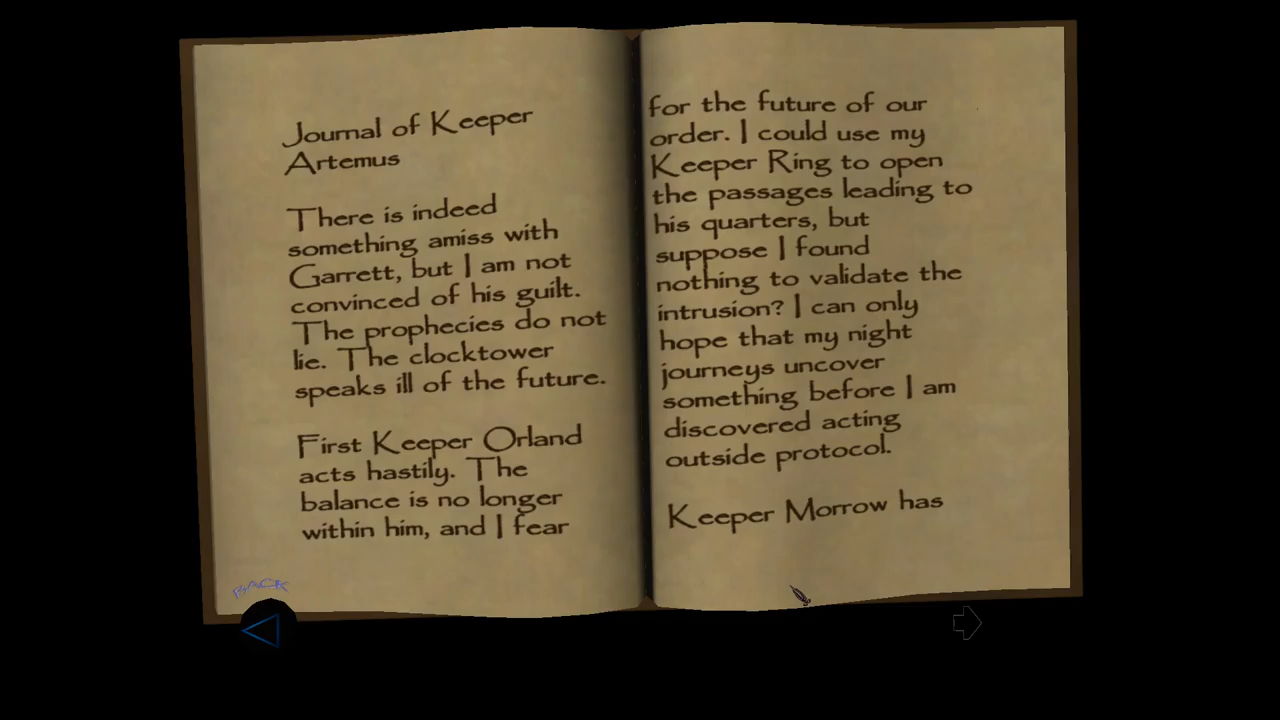 Journal of Keeper
Artemus
There is indeed
something amiss with
Garrett, but I am not
convinced of his guilt.
The prophecies do not
lie. The clocktower
speaks ill of the future.
First Keeper Orland
acts hastily. The
balance is no longer
within him, and I fear
for the future of our
order. I could use my
Keeper Ring to open
the passages leading to
his quarters, but
suppose I found
nothing to validate the
intrusion? I can only
hope that my night
journeys uncover
something before I am
discovered acting
outside protocol.
Keeper Morrow has
BACK